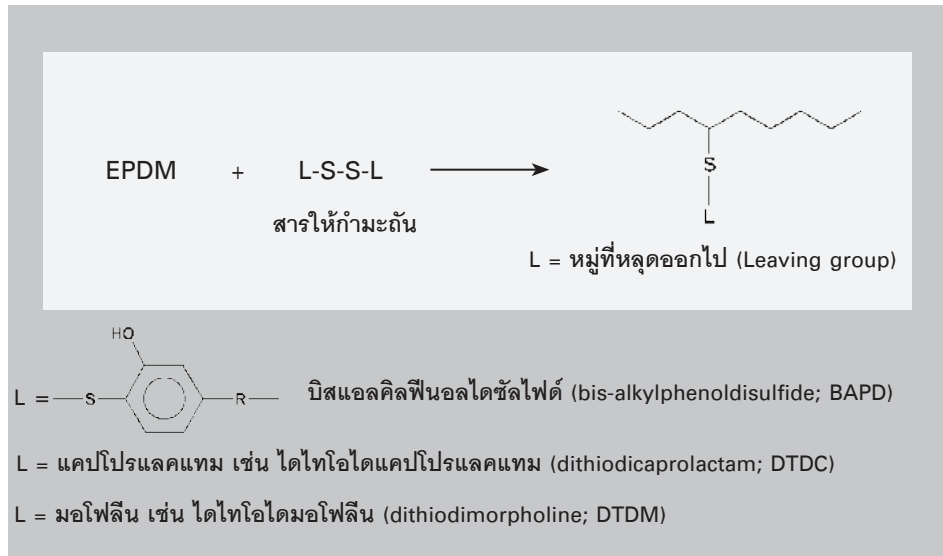 EPDM + L-S-S-L
สารให้กำมะถัน
S
L
L = หมู่ที่หลุดออกไป (Leaving group)
HO
L = S R บิสแอลคิลฟีนอลไดซัลไฟด์ (bis-alkylphenoldisulfide; BAPD)
L = แคปโปรแลคแทม เช่น ไดไทโอไดแคปโปรแลคแทม (dithiodicaprolactam; DTDC)
L = มอโฟลีน เช่น ไดไทโอไดมอโฟลีน (dithiodimorpholine; DTDM)